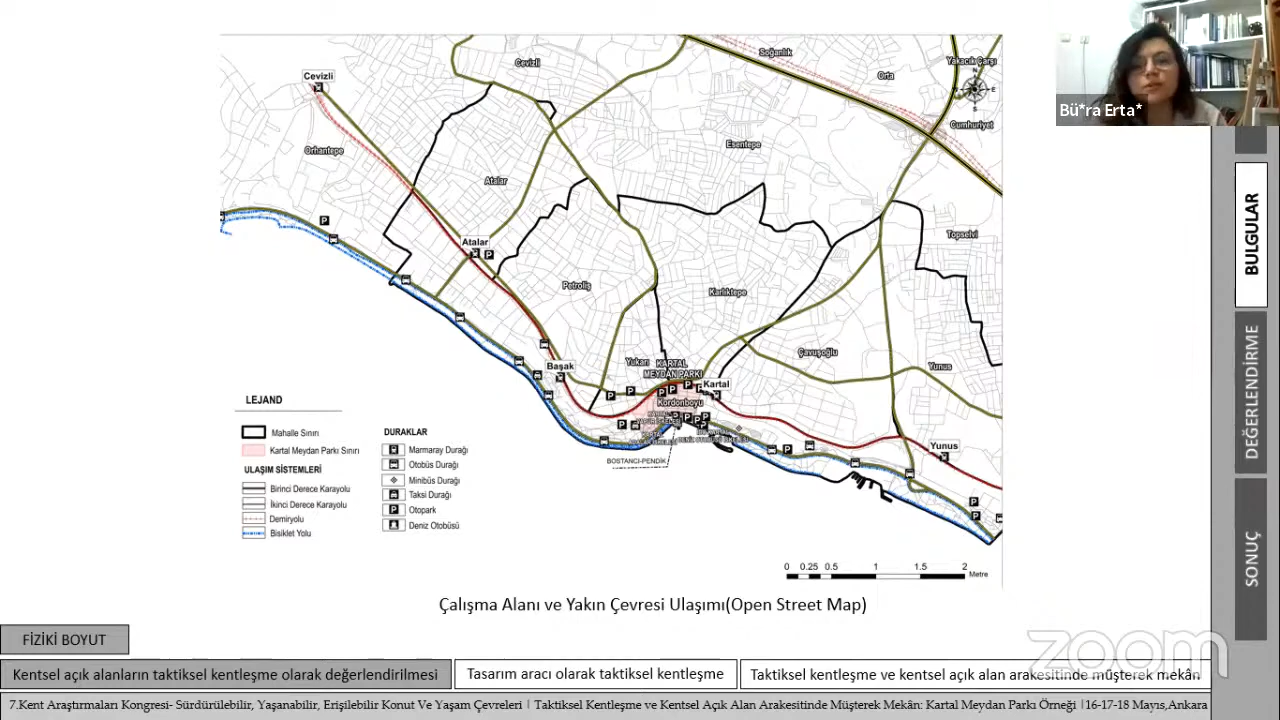 Cevizli
Soğanlık
Orta
Yakacık Çarşı
Cevizli
N
E
S
Cumhuriyet
Bü*ra Erta*
Orhantepe
Esentepe
Atalar
Topselvi
Atalar
Petroliş
Karlıktepe
Çavuşoğlu
Yunus
Yukarı
KARTAL
MEYDAN PARKI
Başak
Kartal
Kordonboyu
BOSTANCI-PENDİK
Yunus
LEJAND
Mahalle Sınırı
Kartal Meydan Parkı Sınırı
ULAŞIM SİSTEMLERİ
Birinci Derece Karayolu
İkinci Derece Karayolu
Demiryolu
Bisiklet Yolu
DURAKLAR
Marmaray Durağı
Otobüs Durağı
Minibüs Durağı
Taksi Durağı
Otopark
Deniz Otobüsü
0 0.25 0.5 1 1.5 2
Metre
Çalışma Alanı ve Yakın Çevresi Ulaşımı(Open Street Map)
BULGULAR
DEĞERLENDİRME
SONUÇ
FİZİKİ BOYUT
zoom
Kentsel açık alanların taktiksel kentleşme olarak değerlendirilmesi
Tasarım aracı olarak taktiksel kentleşme
Taktiksel kentleşme ve kentsel açık alan arakesitinde müşterek mekân
7.Kent Araştırmaları Kongresi- Sürdürülebilir, Yaşanabilir, Erişilebilir Konut Ve Yaşam Çevreleri | Taktiksel Kentleşme ve Kentsel Açık Alan Arakesitinde Müşterek Mekân: Kartal Meydan Parkı Örneği |16-17-18 Mayıs,Ankara